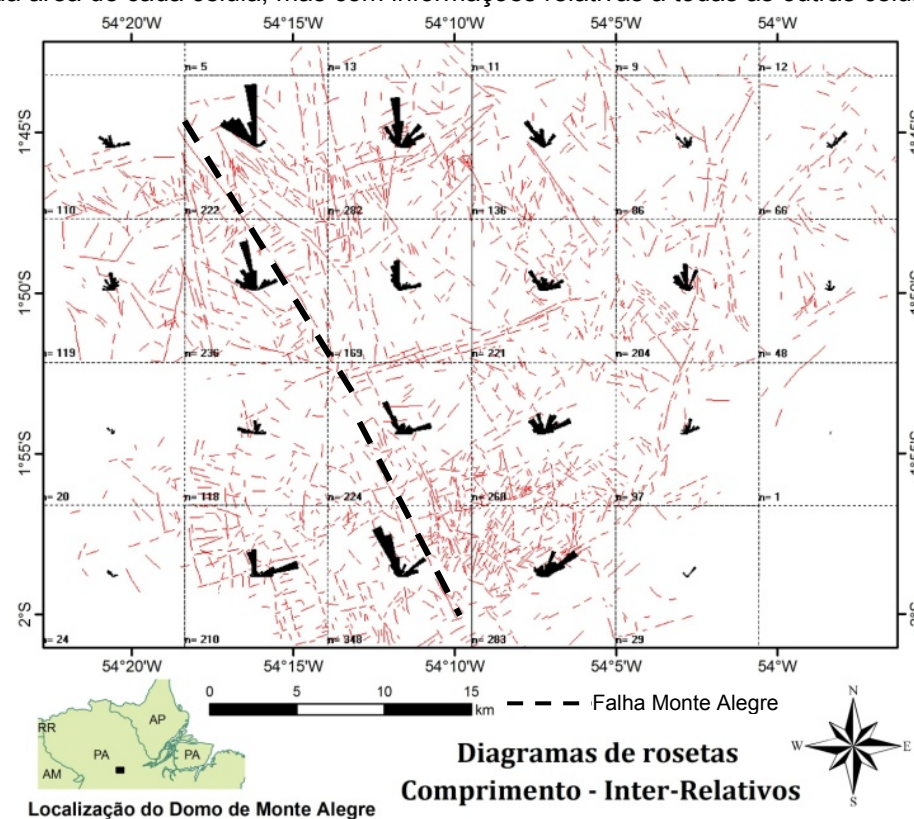 54°20'W 54°15'W 54°10'W 54°5'W 54°W
n= 5 n= 13 n= 11 n= 9 n= 12
1°45'S
n= 110 n= 222 n= 282 n= 136 n= 86 n= 66
1°50'S
n= 119 n= 236 n= 169 n= 221 n= 204 n= 48
1°55'S 1°55'S
n= 20 n= 118 n= 224 n= 268 n= 97 n= 1
2°S
n= 24 n= 210 n= 348 n= 283 n= 29
54°20'W 54°15'W 54°10'W 54°5'W 54°W
0 5 10 15
km
Falha Monte Alegre
RR AP PA PA AM
N
W E
S
Diagramas de rosetas
Comprimento - Inter-Relativos
Localização do Domo de Monte Alegre